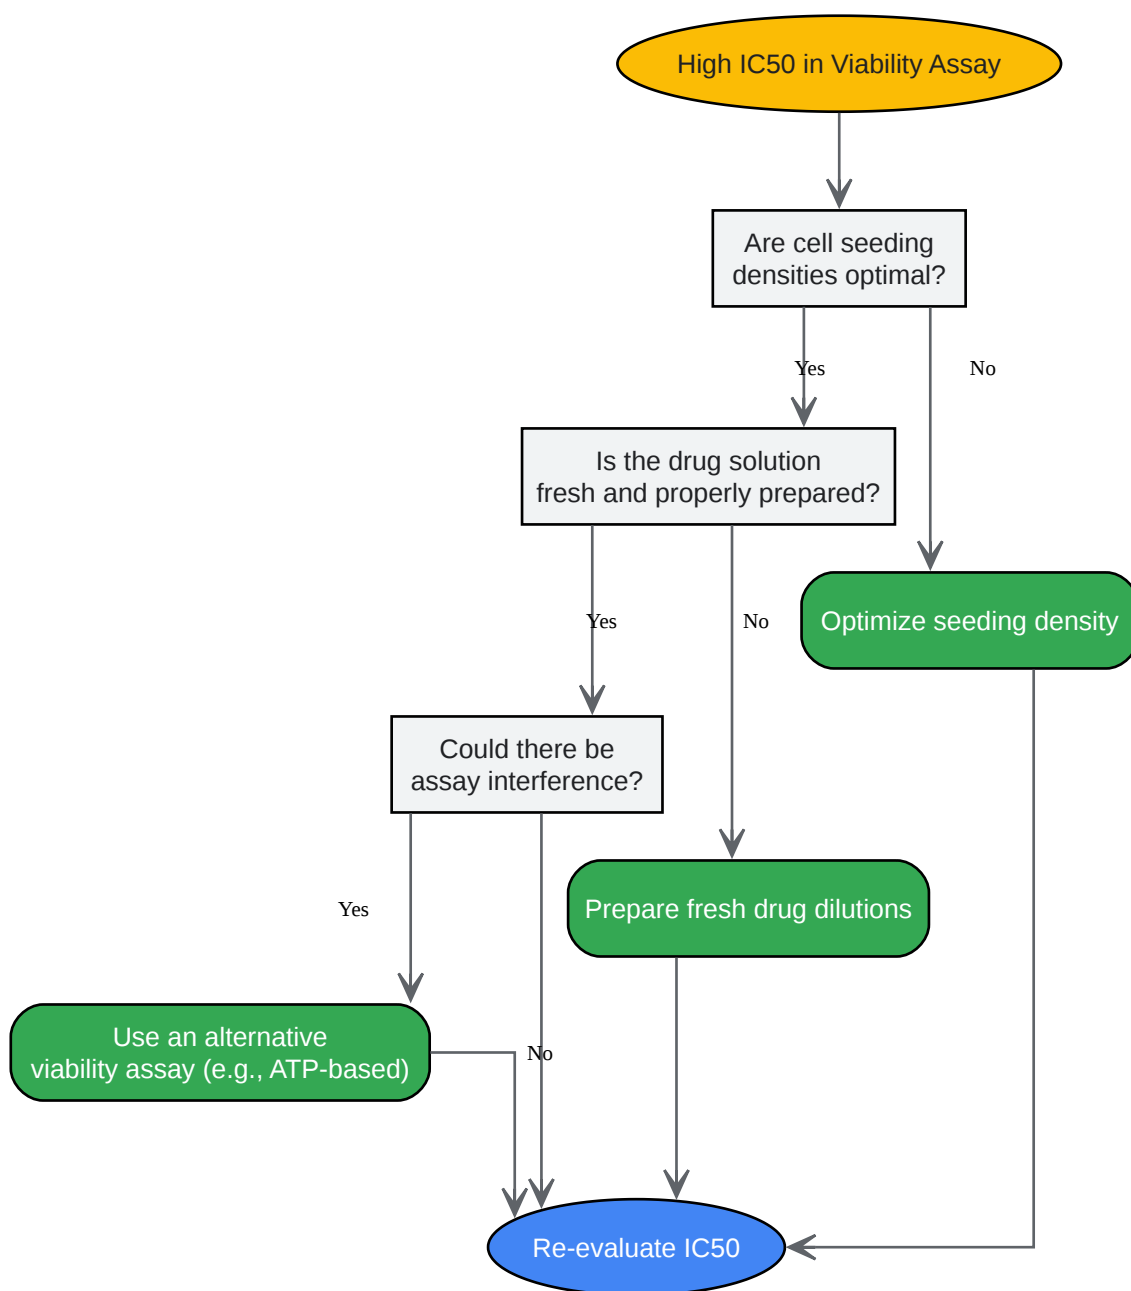 High IC50 in Viability Assay
Are cell seeding
densities optimal?
Yes
No
Is the drug solution
fresh and properly prepared?
Yes
No
Optimize seeding density
Could there be
assay interference?
Yes
Prepare fresh drug dilutions
Use an alternative
viability assay (e.g., ATP-based)
No
Re-evaluate IC50